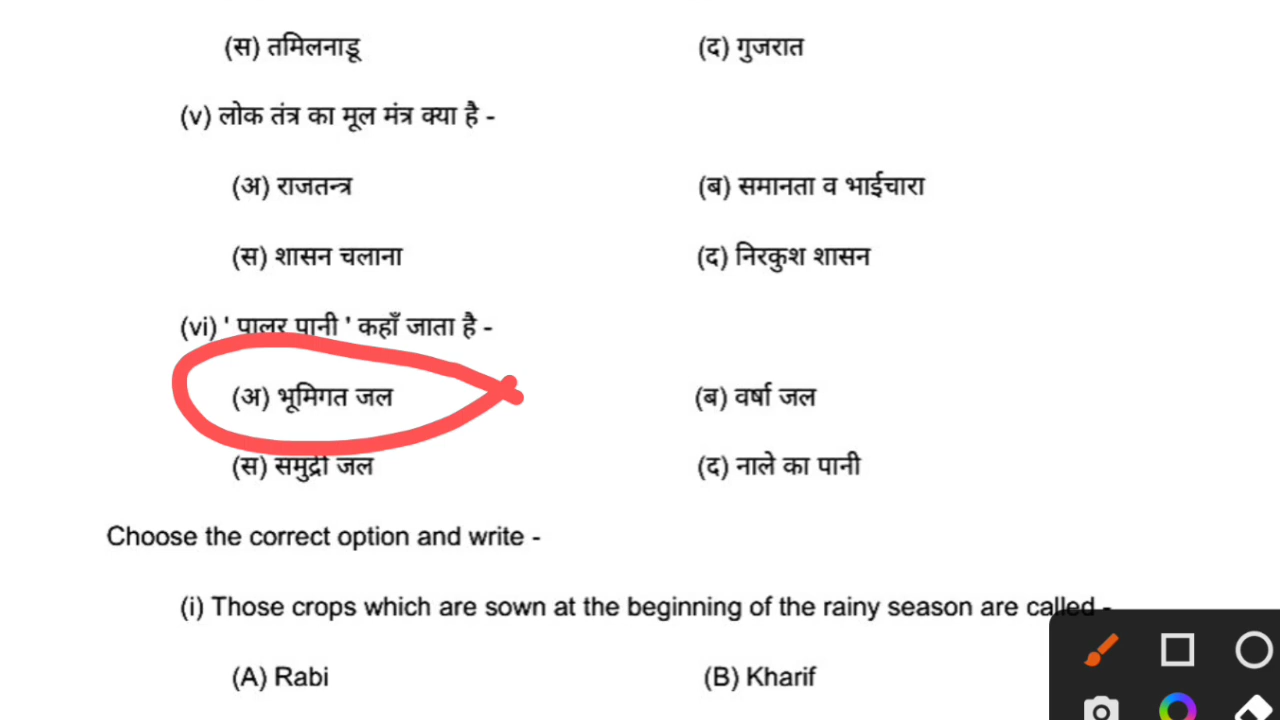 (स) तमिलनाडू (द) गुजरात
(v) लोक तंत्र का मूल मंत्र क्या है -
(अ) राजतन्त्र (ब) समानता व भाईचारा
(स) शासन चलाना (द) निरकुश शासन
(vi) ' पालर पानी ' कहाँ जाता है -
(अ) भूमिगत जल (ब) वर्षा जल
(स) समुद्री जल (द) नाले का पानी
Choose the correct option and write -
(i) Those crops which are sown at the beginning of the rainy season are called -
(A) Rabi (B) Kharif